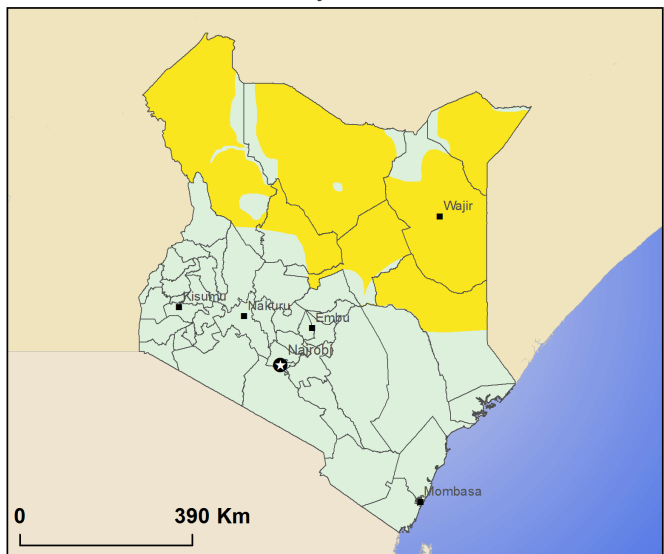 Wajir
Kisumu
Nakuru
Embu
Nairobi
Mombasa
0 390 Km